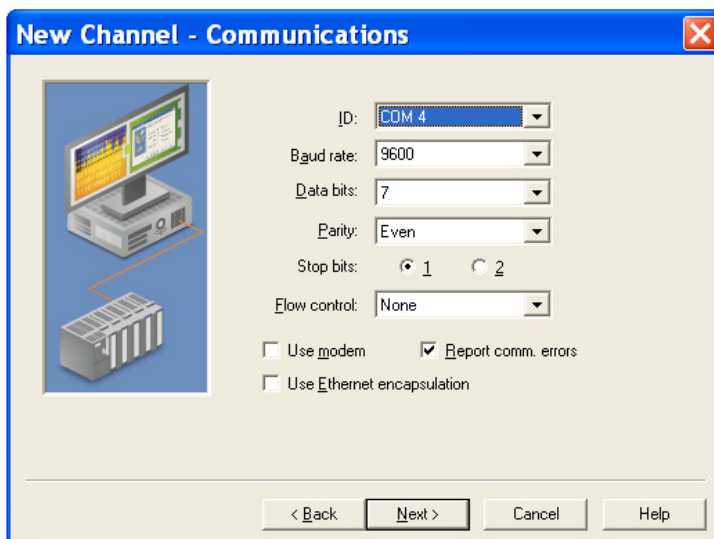 New Channel - Communications
ID: COM 4
Baud rate: 9600
Data bits: 7
Parity: Even
Stop bits: 1 2
Flow control: None
Use modem Report comm. errors
Use Ethernet encapsulation
< Back Next > Cancel Help